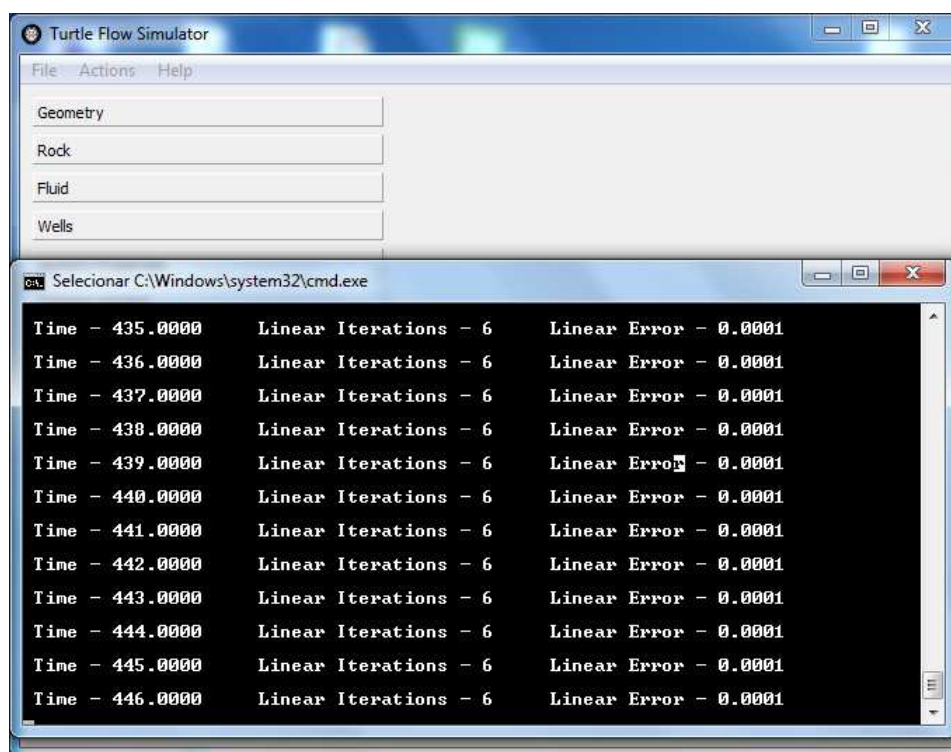 Turtle Flow Simulator
File Actions Help
Geometry
Rock
Fluid
Wells
Selecionar C:\Windows\system32\cmd.exe
Time - 435.0000 Linear Iterations - 6 Linear Error - 0.0001
Time - 436.0000 Linear Iterations - 6 Linear Error - 0.0001
Time - 437.0000 Linear Iterations - 6 Linear Error - 0.0001
Time - 438.0000 Linear Iterations - 6 Linear Error - 0.0001
Time - 439.0000 Linear Iterations - 6 Linear Error - 0.0001
Time - 440.0000 Linear Iterations - 6 Linear Error - 0.0001
Time - 441.0000 Linear Iterations - 6 Linear Error - 0.0001
Time - 442.0000 Linear Iterations - 6 Linear Error - 0.0001
Time - 443.0000 Linear Iterations - 6 Linear Error - 0.0001
Time - 444.0000 Linear Iterations - 6 Linear Error - 0.0001
Time - 445.0000 Linear Iterations - 6 Linear Error - 0.0001
Time - 446.0000 Linear Iterations - 6 Linear Error - 0.0001